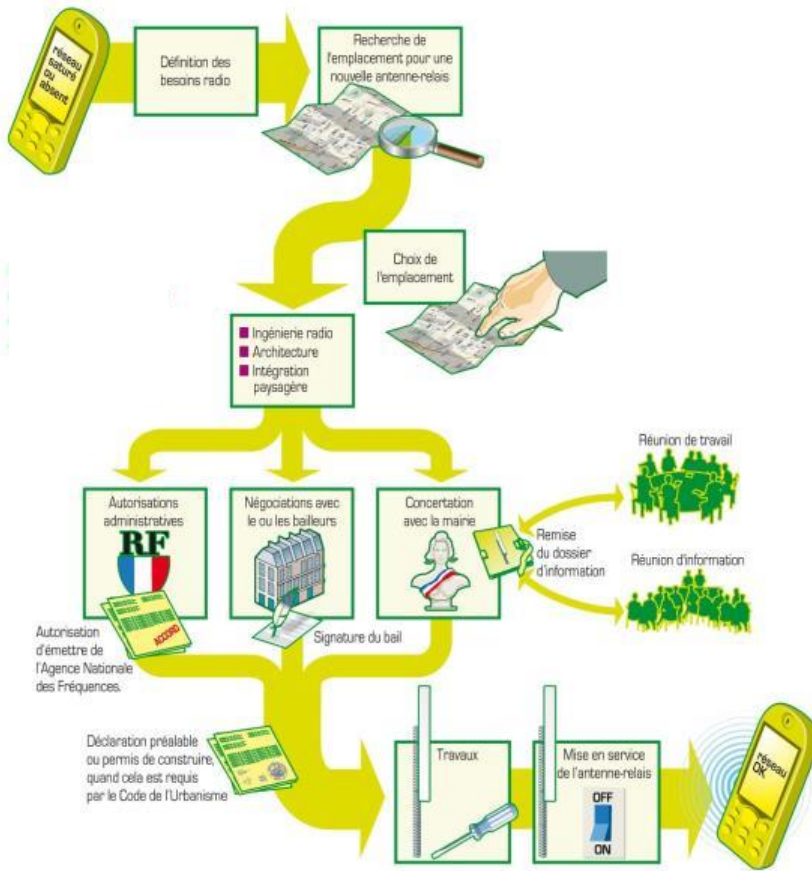 réseau
saturé
ou
absent
Définition des
besoins radio
Recherche de
l'emplacement pour une
nouvelle antenne-relais
Choix de
l'emplacement
Ingénierie radio
Architecture
Intégration
paysagère
Autorisations
administratives
RF
ACCORD
Autorisation
d'émettre de
l'Agence Nationale
des Fréquences.
Négociations avec
le ou les bailleurs
Signature du bail
Concertation
avec la mairie
Remise
du dossier
d'information
Réunion de travail
Réunion d'information
Déclaration préalable
ou permis de construire,
quand cela est requis
par le Code de l'Urbanisme
Travaux
Mise en service
de l'antenne-relais
OFF
ON
réseau
OK